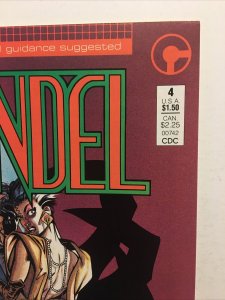 guidance suggested
4
U.S.A.
$1.50
CAN.
$2.25
00742
CDC
NDEL